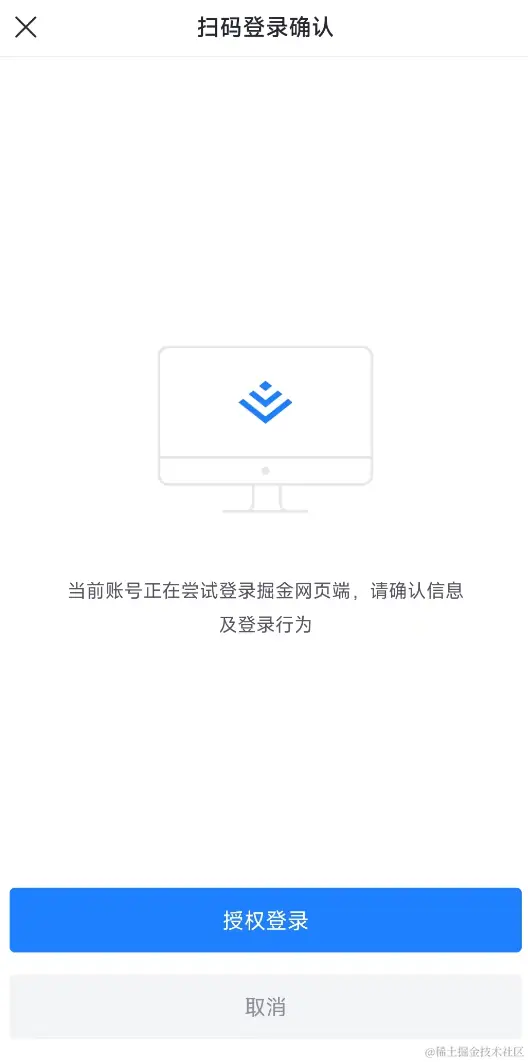 扫码登录确认
当前账号正在尝试登录掘金网页端，请确认信息
及登录行为
授权登录
取消
@稀土掘金技术社区